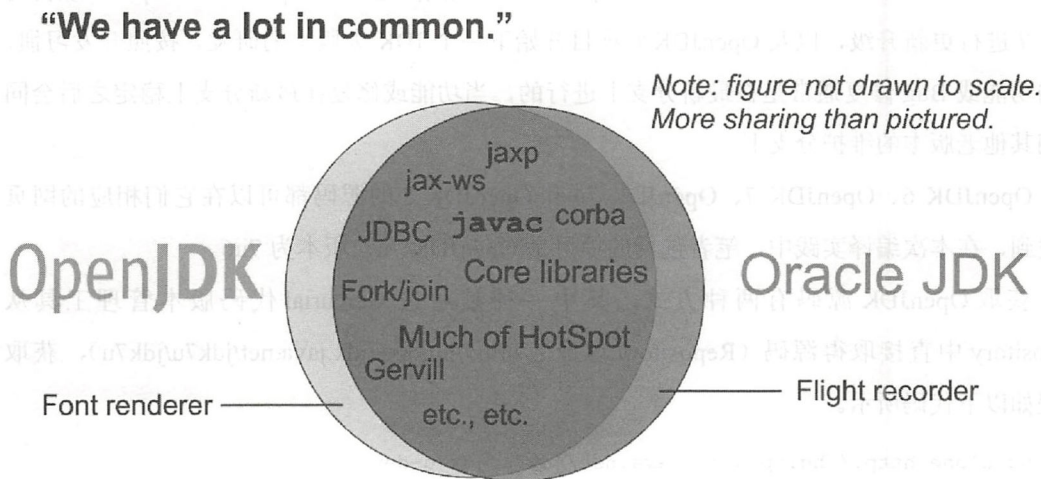 “We have a lot in common.”
Note: figure not drawn to scale.
More sharing than pictured.
jaxp
jax-ws
JDBC javac corba
OpenJDK
Core libraries
Oracle JDK
Fork/join
Much of HotSpot
Gervill
Font renderer
Flight recorder
etc., etc.